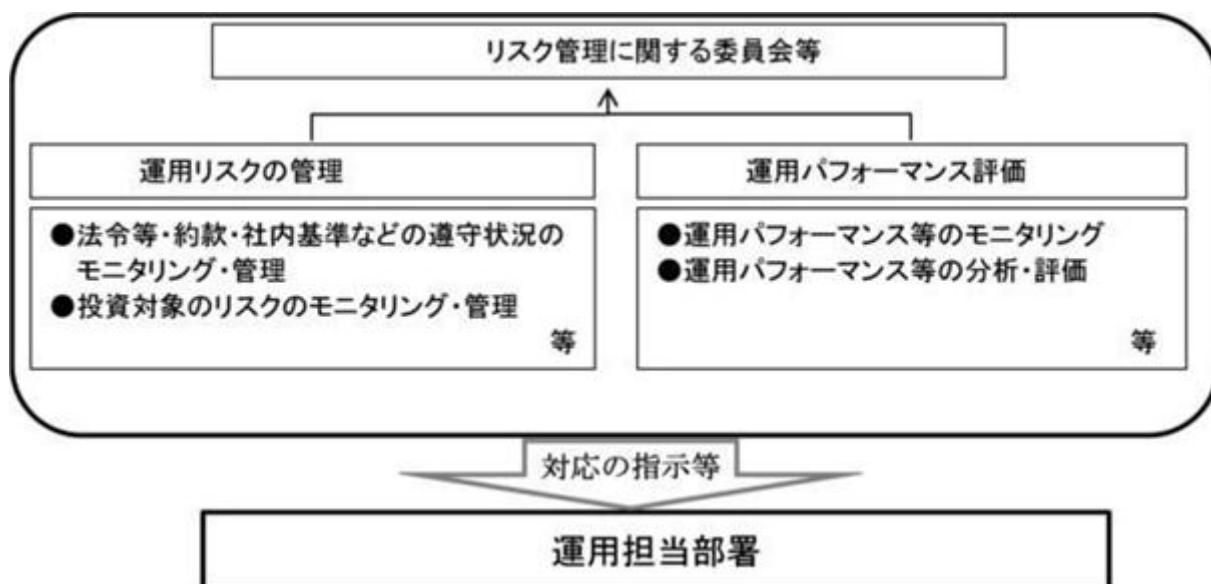 リスク管理に関する委員会等
運用リスクの管理
●法令等・約款・社内基準などの遵守状況の
モニタリング・管理
●投資対象のリスクのモニタリング・管理
等
運用パフォーマンス評価
●運用パフォーマンス等のモニタリング
●運用パフォーマンス等の分析・評価
等
対応の指示等
運用担当部署